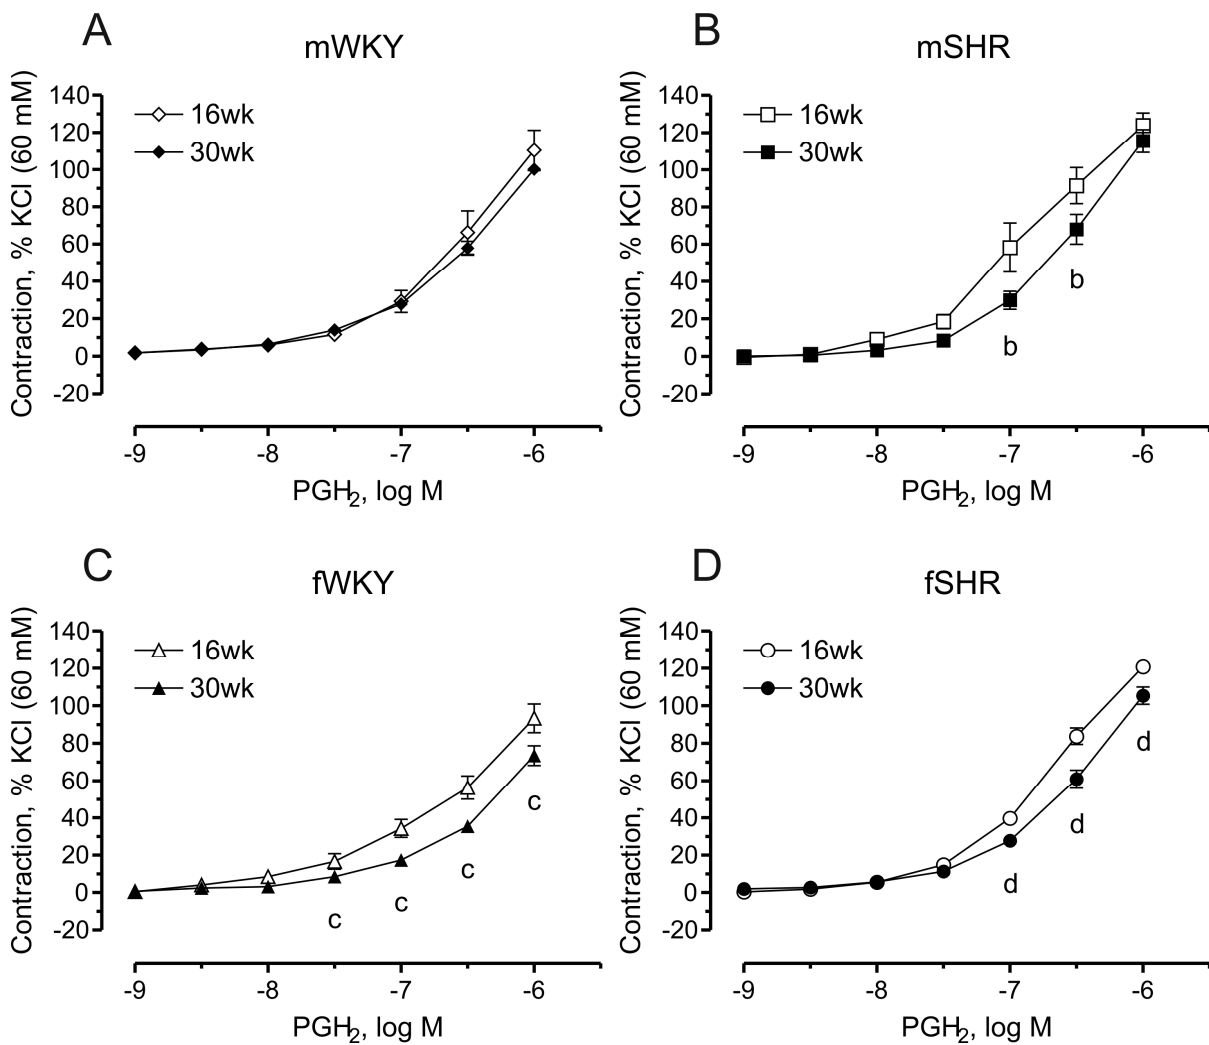 A
mWKY
16wk
30wk
Contraction, % KCl (60 mM)
140
120
100
80
60
40
20
0
-20
-9
-8
-7
-6
PGH2, log M
B
mSHR
16wk
30wk
Contraction, % KCl (60 mM)
140
120
100
80
60
40
20
0
-20
b
b
-9
-8
-7
-6
PGH2, log M
C
fWKY
16wk
30wk
Contraction, % KCl (60 mM)
140
120
100
80
60
40
20
0
-20
c
c
c
c
-9
-8
-7
-6
PGH2, log M
D
fSHR
16wk
30wk
Contraction, % KCl (60 mM)
140
120
100
80
60
40
20
0
-20
d
d
d
-9
-8
-7
-6
PGH2, log M